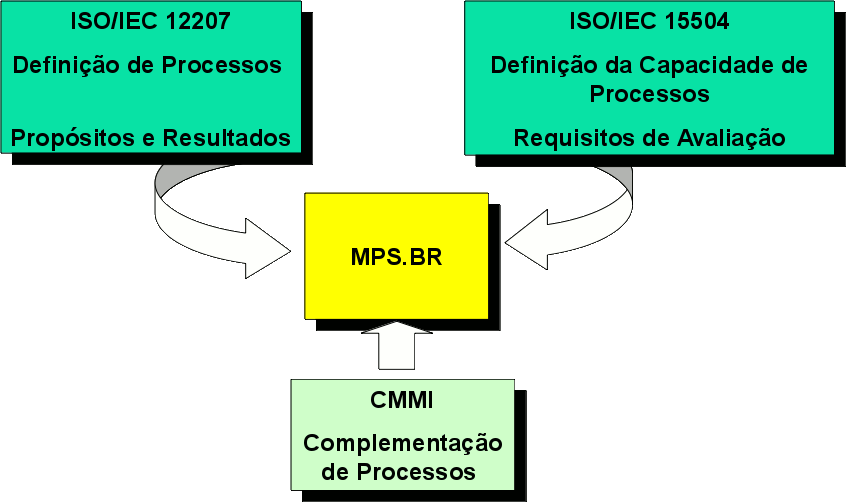 ISO/IEC 12207
Definição de Processos
Propósitos e Resultados
ISO/IEC 15504
Definição da Capacidade de
Processos
Requisitos de Avaliação
MPS.BR
CMMI
Complementação
de Processos